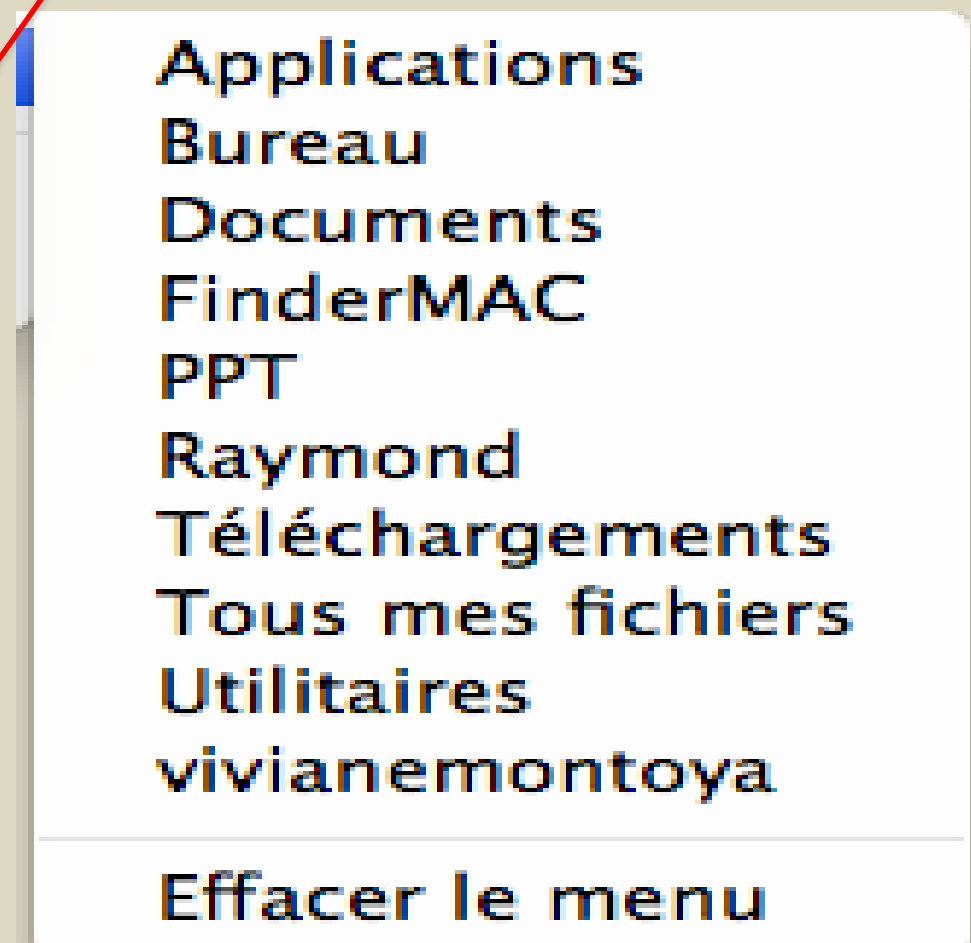 Applications
Bureau
Documents
FinderMAC
PPT
Raymond
Téléchargements
Tous mes fichiers
Utilitaires
vivianemontoya
Effacer le menu